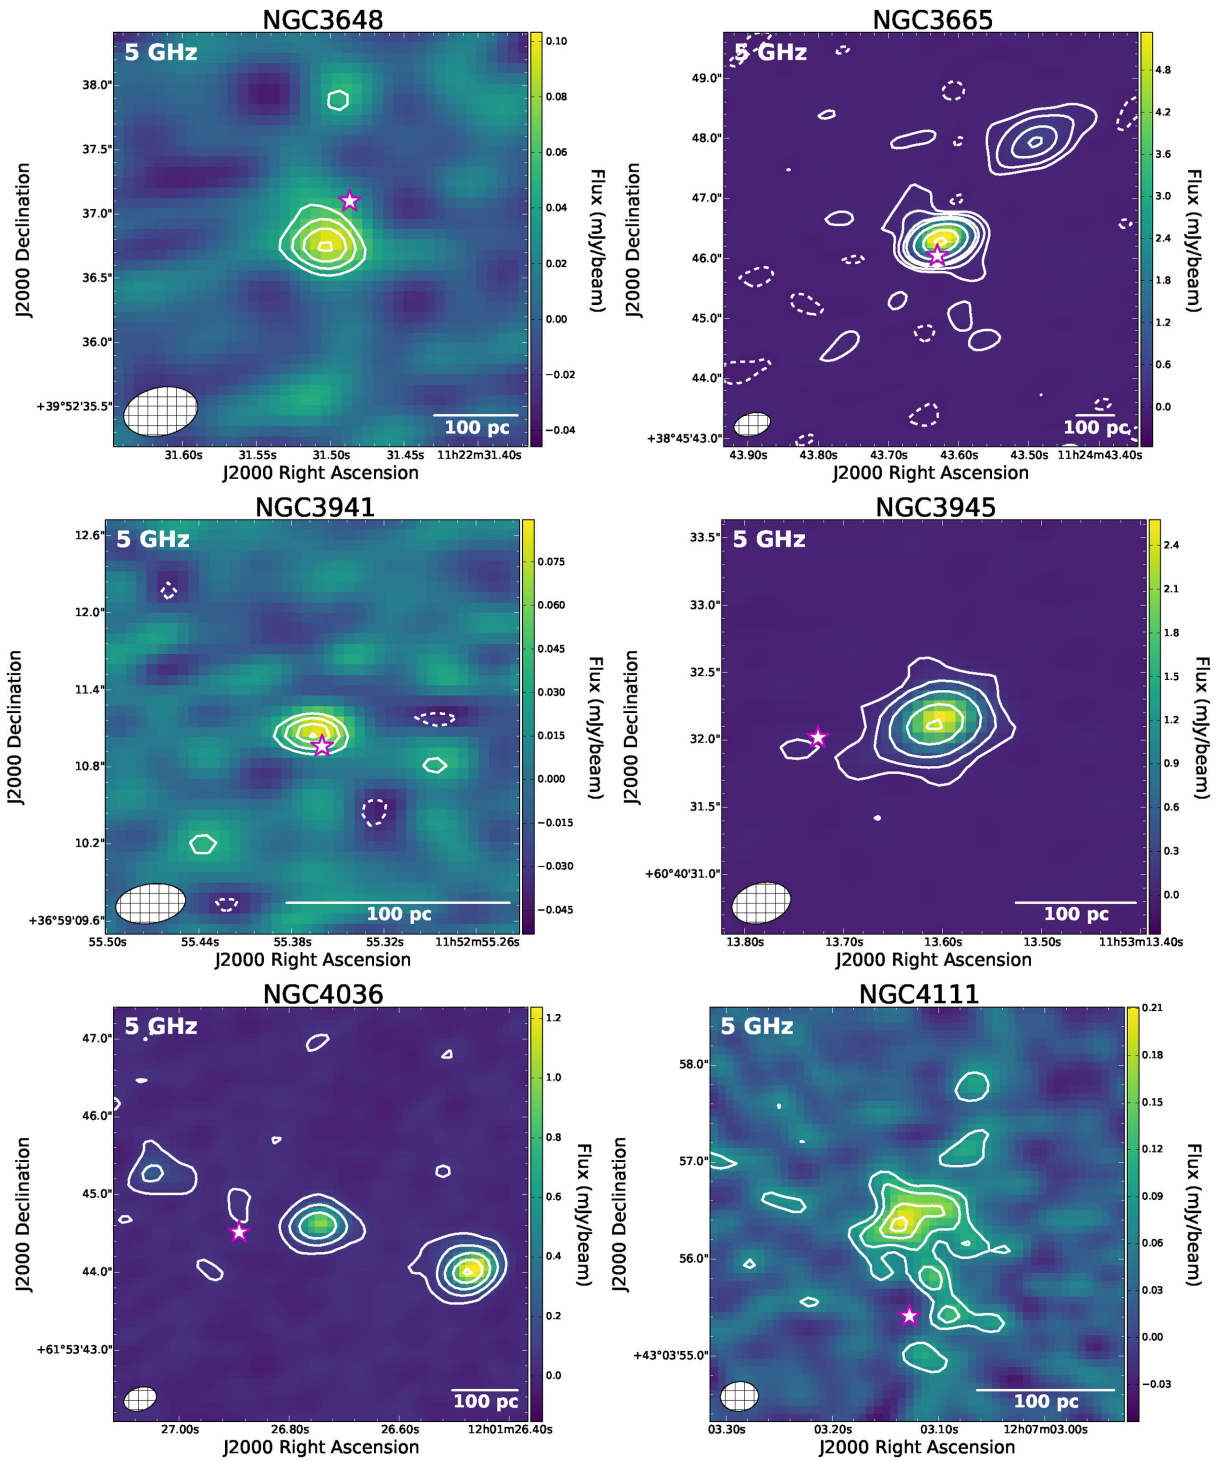 NGC3648
5 GHz
38.0"
37.5"
37.0"
36.5"
36.0"
+39°52'35.5"
31.60s
31.55s
31.50s
31.45s
11h22m31.40s
J2000 Right Ascension
J2000 Declination
100 pc
0.10
0.08
0.06
0.04
0.02
0.00
−0.02
−0.04
Flux (mJy/beam)
NGC3665
5 GHz
49.0"
48.0"
47.0"
46.0"
45.0"
44.0"
+38°45'43.0"
43.90s
43.80s
43.70s
43.60s
43.50s
11h24m43.40s
J2000 Right Ascension
J2000 Declination
100 pc
4.8
4.2
3.6
3.0
2.4
1.8
1.2
0.6
0.0
Flux (mJy/beam)
NGC3941
5 GHz
12.6"
12.0"
11.4"
10.8"
10.2"
+36°59'09.6"
55.50s
55.44s
55.38s
55.32s
11h52m55.26s
J2000 Right Ascension
J2000 Declination
100 pc
0.075
0.060
0.045
0.030
0.015
0.000
−0.015
−0.030
−0.045
Flux (mJy/beam)
NGC3945
5 GHz
33.5"
33.0"
32.5"
32.0"
31.5"
+60°40'31.0"
13.80s
13.70s
13.60s
13.50s
11h53m13.40s
J2000 Right Ascension
J2000 Declination
100 pc
2.4
2.1
1.8
1.5
1.2
0.9
0.6
0.3
0.0
Flux (mJy/beam)
NGC4036
5 GHz
47.0"
46.0"
45.0"
44.0"
+61°53'43.0"
27.00s
26.80s
26.60s
12h01m26.40s
J2000 Right Ascension
J2000 Declination
100 pc
1.2
1.0
0.8
0.6
0.4
0.2
0.0
Flux (mJy/beam)
NGC4111
5 GHz
58.0"
57.0"
56.0"
+43°03'55.0"
03.30s
03.20s
03.10s
12h07m03.00s
J2000 Right Ascension
J2000 Declination
100 pc
0.21
0.18
0.15
0.12
0.09
0.06
0.03
0.00
−0.03
Flux (mJy/beam)